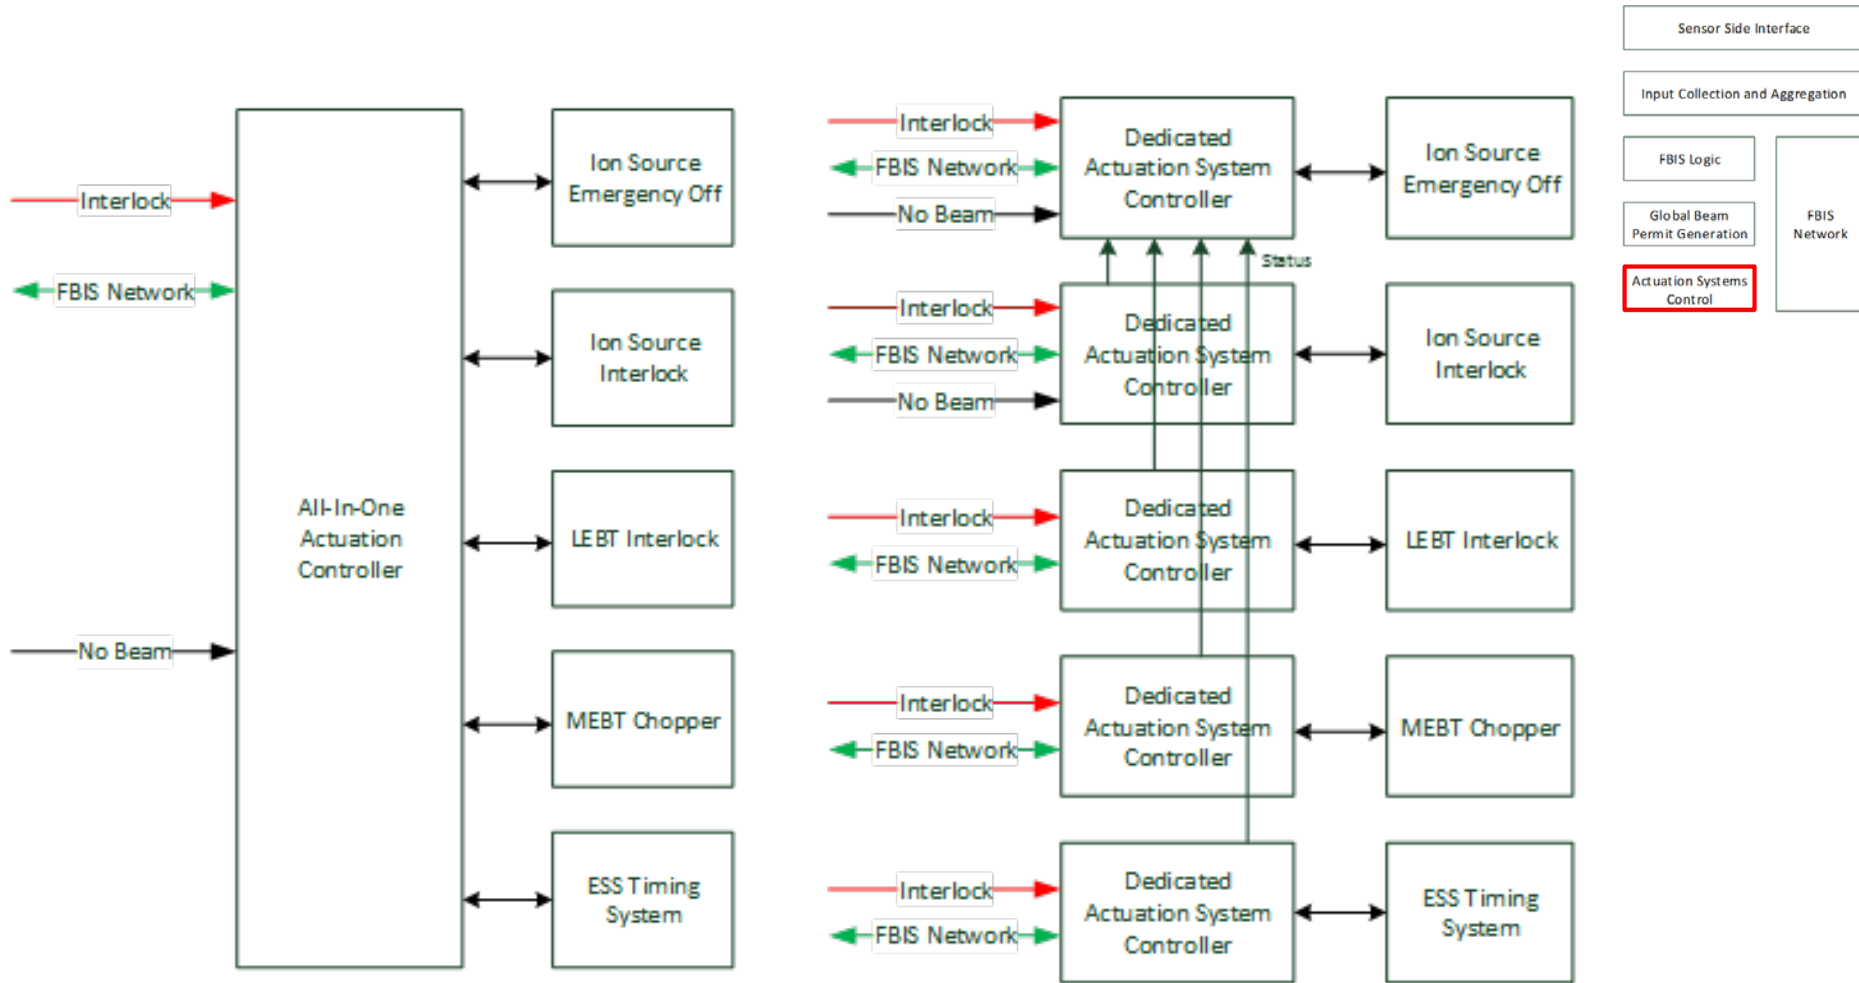 Sensor Side Interface
Input Collection and Aggregation
FBIS Logic
Global Beam
Permit Generation
FBIS
Network
Actuation Systems
Control
Interlock
FBIS Network
No Beam
All-In-One
Actuation
Controller
Ion Source
Emergency Off
Ion Source
Interlock
LEBT Interlock
MEBT Chopper
ESS Timing
System
Interlock
FBIS Network
No Beam
Dedicated
Actuation System
Controller
Ion Source
Emergency Off
Status
Interlock
FBIS Network
No Beam
Dedicated
Actuation System
Controller
Ion Source
Interlock
Interlock
FBIS Network
Dedicated
Actuation System
Controller
LEBT Interlock
Interlock
FBIS Network
Dedicated
Actuation System
Controller
MEBT Chopper
Interlock
FBIS Network
Dedicated
Actuation System
Controller
ESS Timing
System